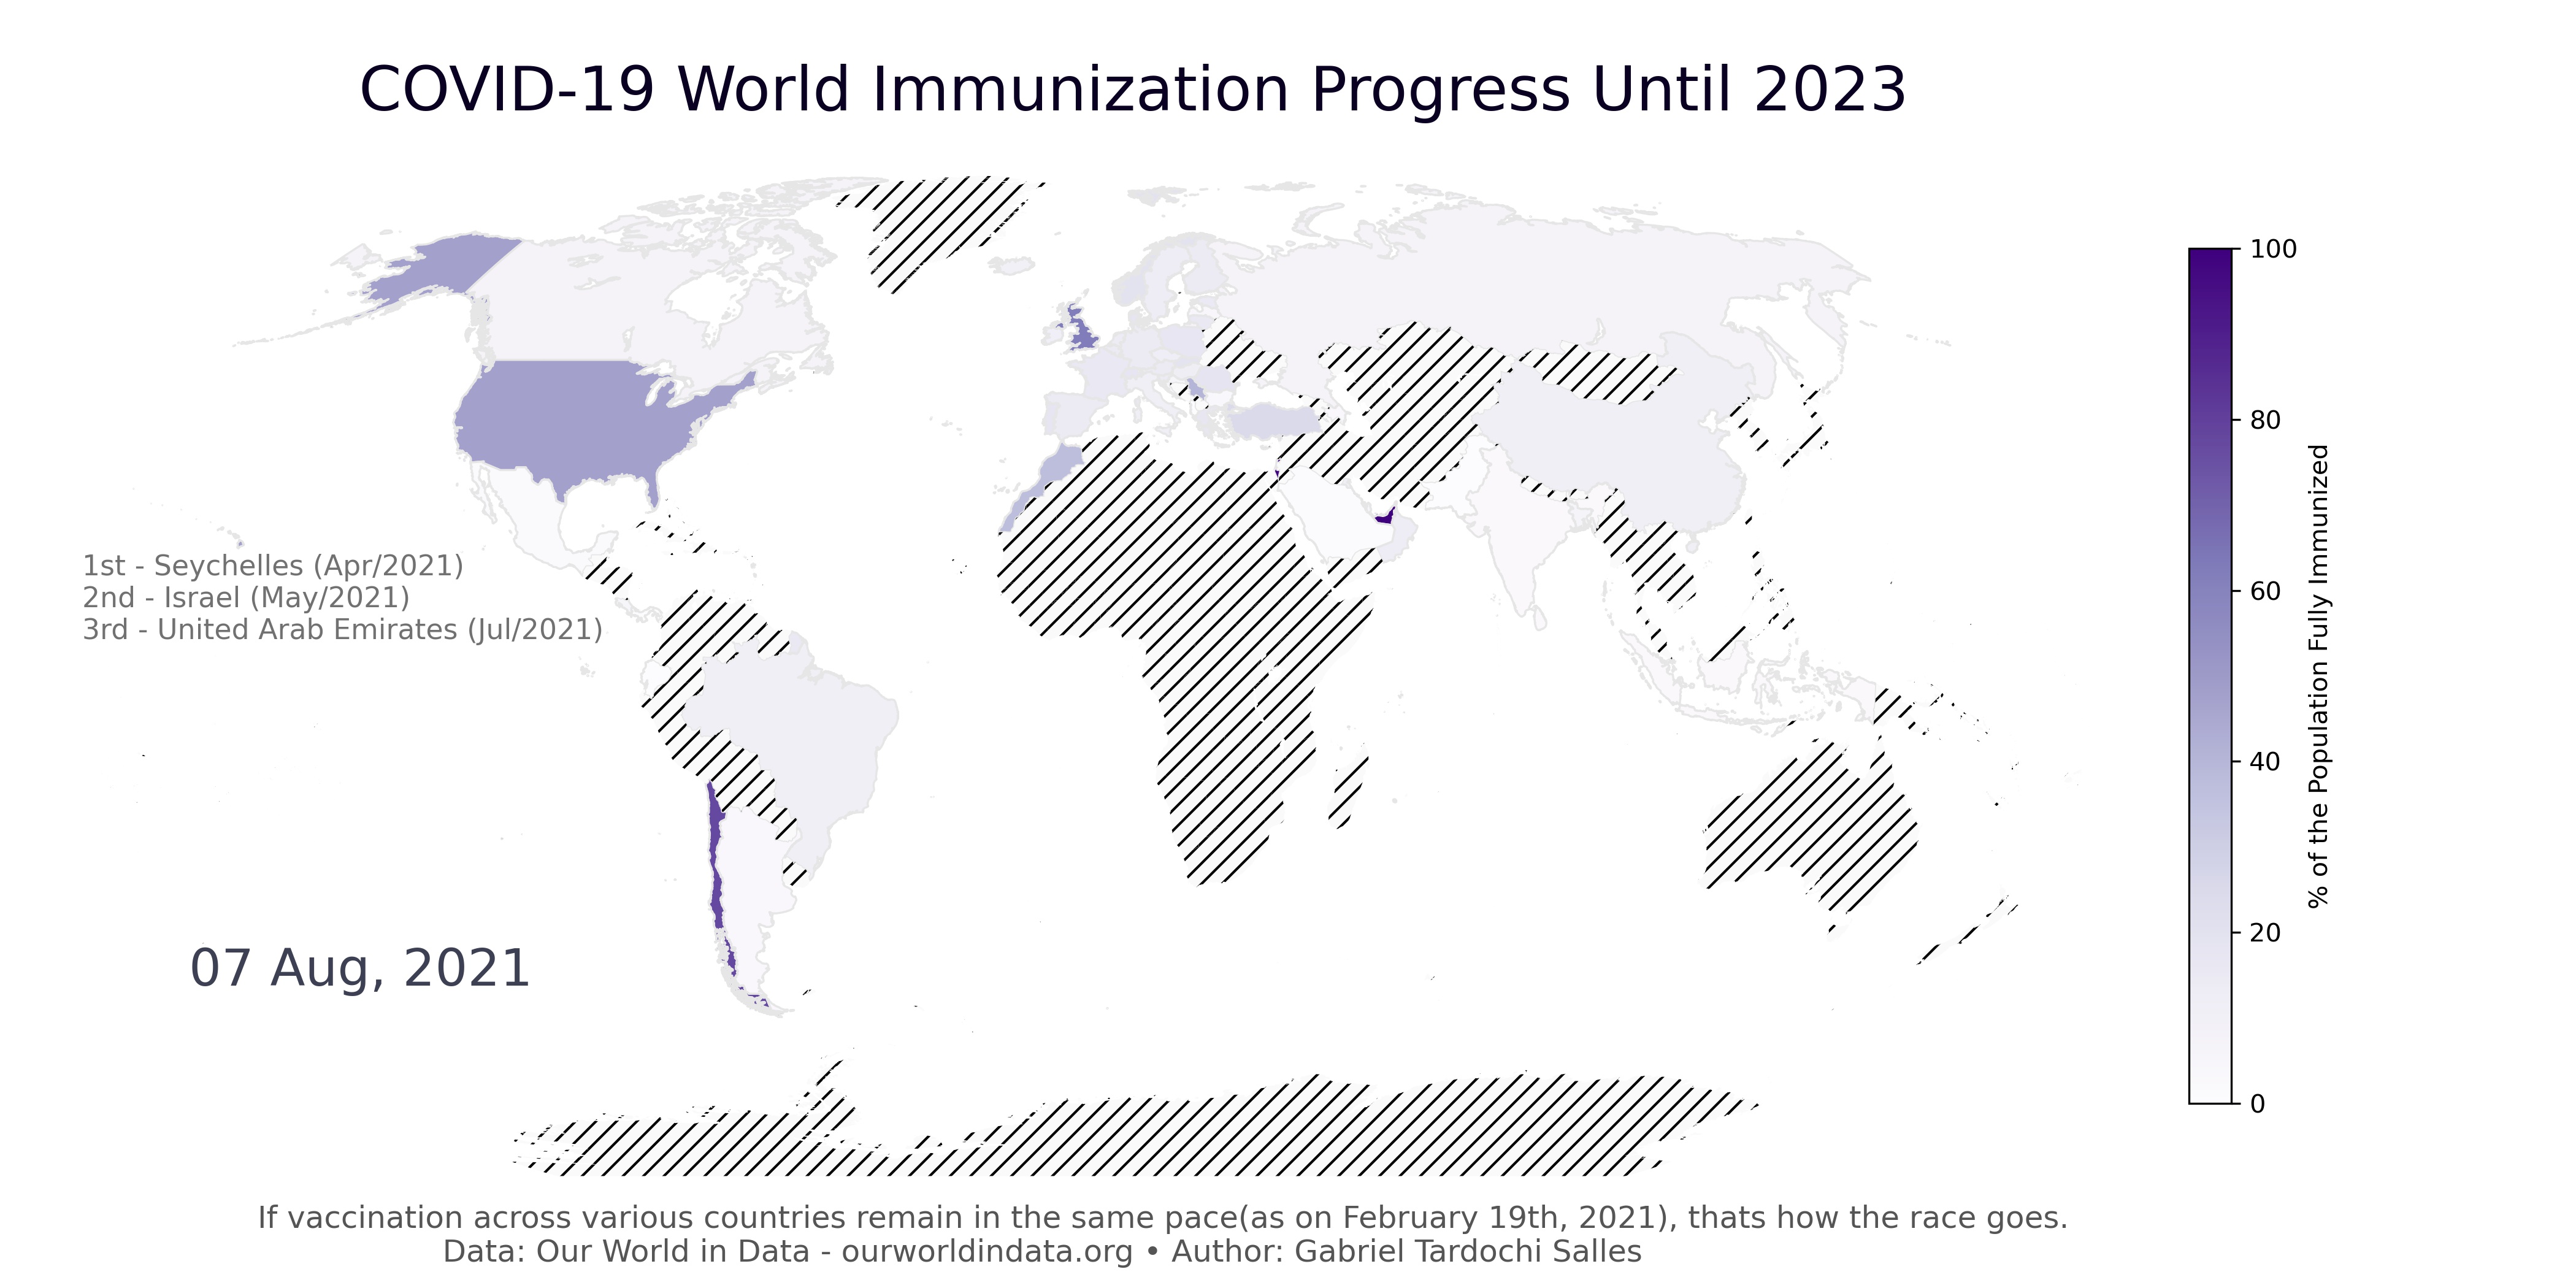 COVID-19 World Immunization Progress Until 2023
1st - Seychelles (Apr/2021)
2nd - Israel (May/2021)
3rd - United Arab Emirates (Jul/2021)
07 Aug, 2021
100
80
60
40
20
0
% of the Population Fully Immunized
If vaccination across various countries remain in the same pace(as on February 19th, 2021), thats how the race goes.
Data: Our World in Data - ourworldindata.org • Author: Gabriel Tardochi Salles